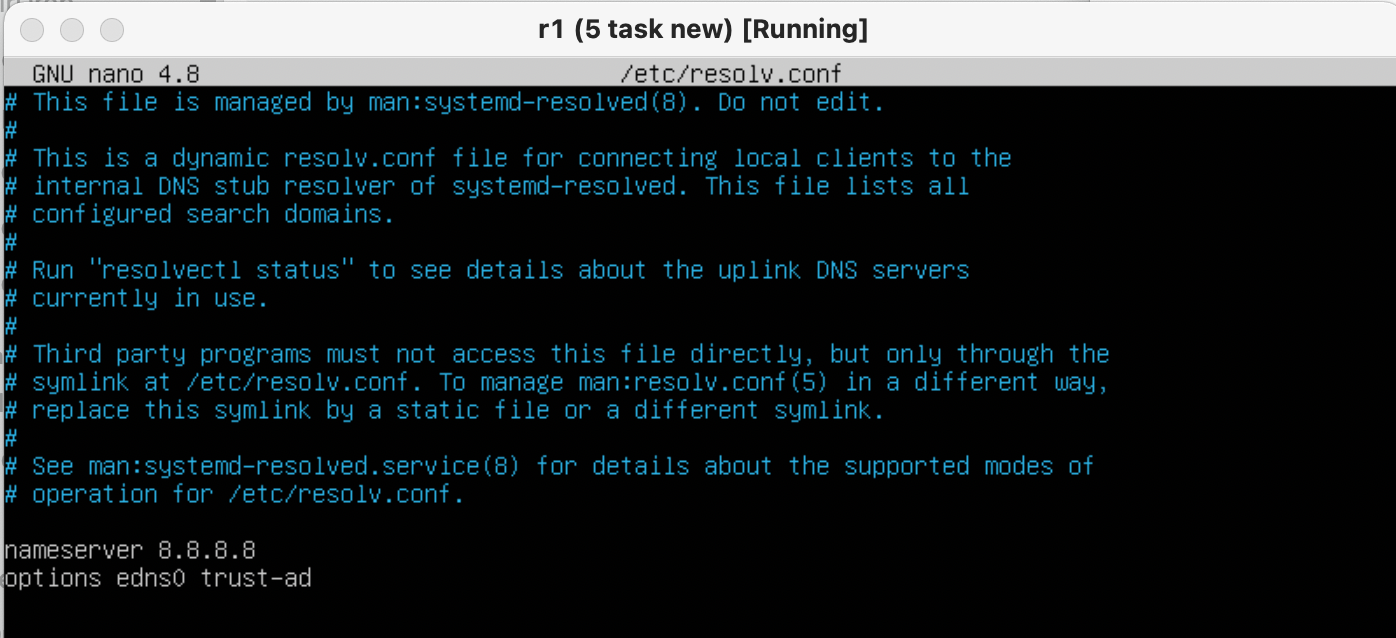 r1 (5 task new) [Running]
GNU nano 4.8 /etc/resolv.conf
# This file is managed by man:systemd-resolved(8). Do not edit.
#
# This is a dynamic resolv.conf file for connecting local clients to the
# internal DNS stub resolver of systemd-resolved. This file lists all
# configured search domains.
#
# Run "resolvectl status" to see details about the uplink DNS servers
# currently in use.
#
# Third party programs must not access this file directly, but only through the
# symlink at /etc/resolv.conf. To manage man:resolv.conf(5) in a different way,
# replace this symlink by a static file or a different symlink.
#
# See man:systemd-resolved.service(8) for details about the supported modes of
# operation for /etc/resolv.conf.

nameserver 8.8.8.8
options edns0 trust-ad